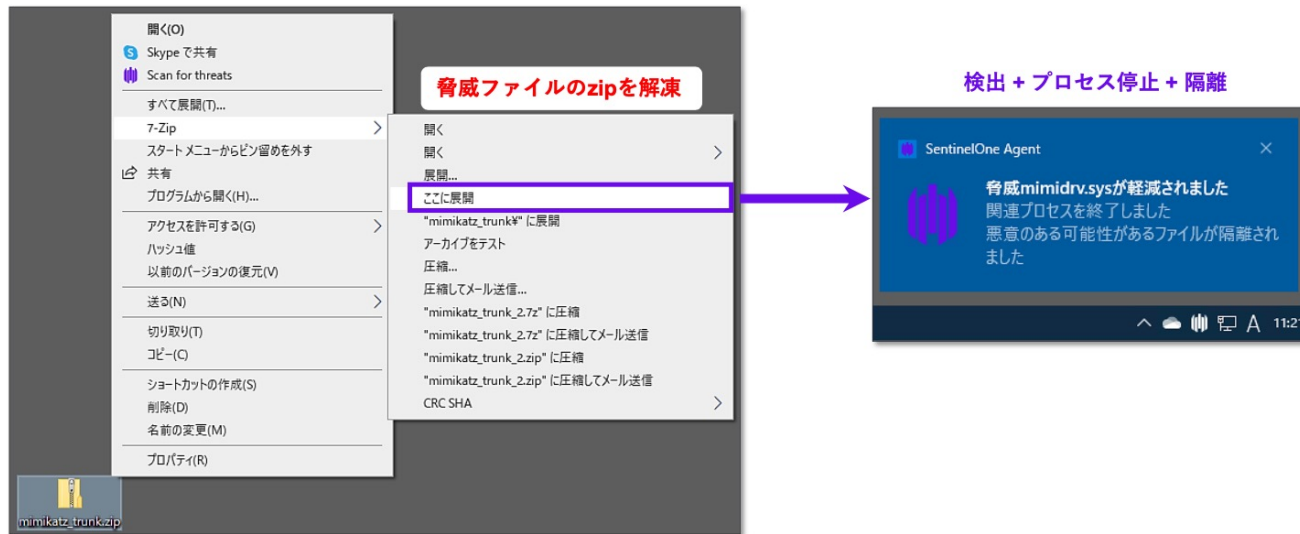 開く(O)
Skype で共有
Scan for threats
すべて展開(T)...
7-Zip
スタート メニューからピン留めを外す
共有
プログラムから開く(H)...
アクセスを許可する(G)
ハッシュ値
以前のバージョンの復元(V)
送る(N)
切り取り(T)
コピー(C)
ショートカットの作成(S)
削除(D)
名前の変更(M)
プロパティ(R)
mimikatz_trunk.zip
脅威ファイルのzipを解凍
開く
開く
展開...
ここに展開
"mimikatz_trunk¥" に展開
アーカイブをテスト
圧縮...
圧縮してメール送信...
"mimikatz_trunk_2.7z" に圧縮
"mimikatz_trunk_2.7z" に圧縮してメール送信
"mimikatz_trunk_2.zip" に圧縮
"mimikatz_trunk_2.zip" に圧縮してメール送信
CRC SHA
検出 + プロセス停止 + 隔離
SentinelOne Agent
脅威mimidrv.sysが軽減されました
関連プロセスを終了しました
悪意のある可能性があるファイルが隔離され
ました
A 11:21